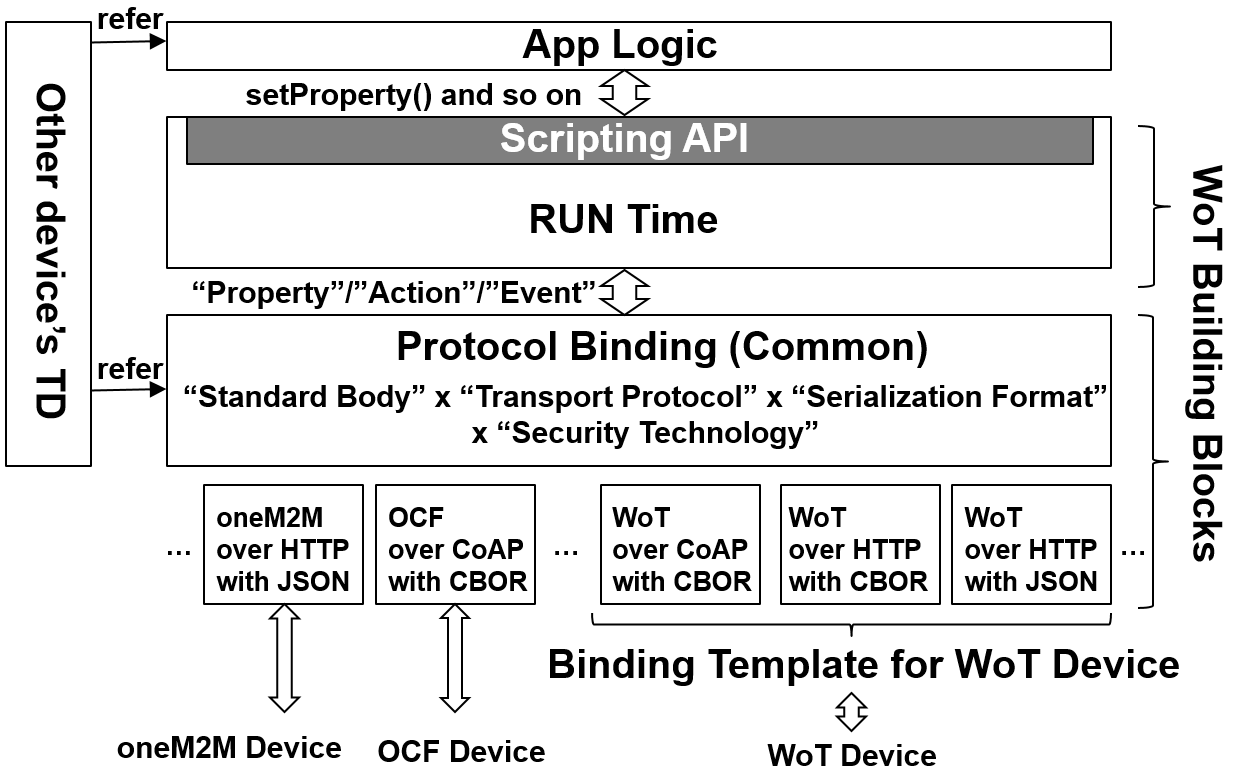 refer
App Logic
setProperty() and so on
Scripting API
RUN Time
“Property”/”Action”/”Event”
Other device’s TD
refer
Protocol Binding (Common)
“Standard Body” x “Transport Protocol” x “Serialization Format”
x “Security Technology”
WoT Building Blocks
...
oneM2M
over HTTP
with JSON
OCF
over CoAP
with CBOR
...
WoT
over CoAP
with CBOR
WoT
over HTTP
with CBOR
WoT
over HTTP
with JSON
...
Binding Template for WoT Device
oneM2M Device
OCF Device
WoT Device